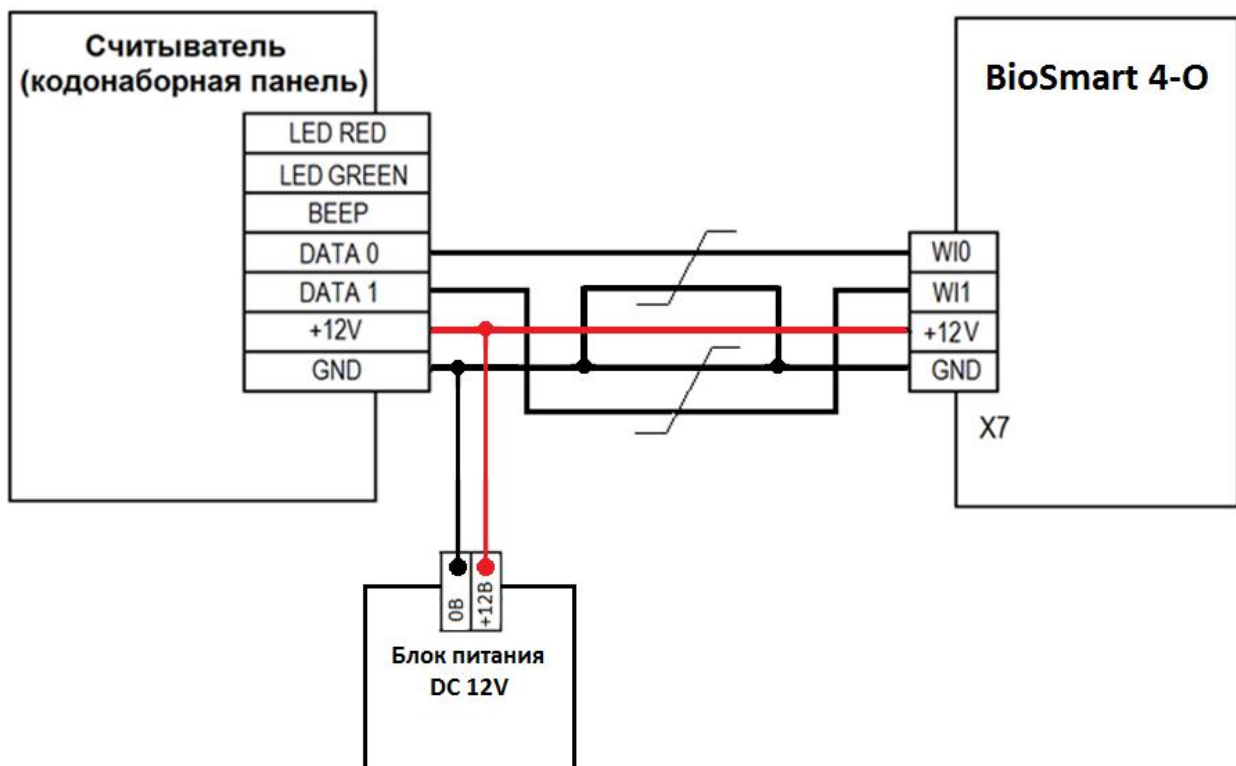 Считыватель
(кодонаборная панель)
LED RED
LED GREEN
BEEP
DATA 0
DATA 1
+12V
GND
BioSmart 4-O
WI0
WI1
+12V
GND
X7
0В
+12В
Блок питания
DC 12V